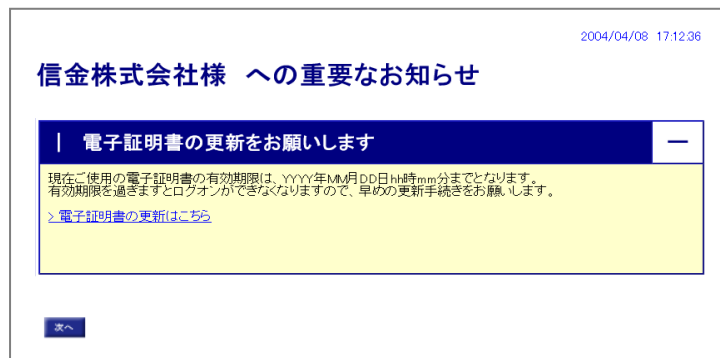 2004/04/08 17:12:36
信金株式会社様 への重要なお知らせ
| 電子証明書の更新をお願いします
現在ご使用の電子証明書の有効期限は、YYYY年MM月DD日hh時mm分までとなります。
有効期限を過ぎますとログオンができなくなりますので、早めの更新手続きをお願いします。
> 電子証明書の更新はこちら
次へ